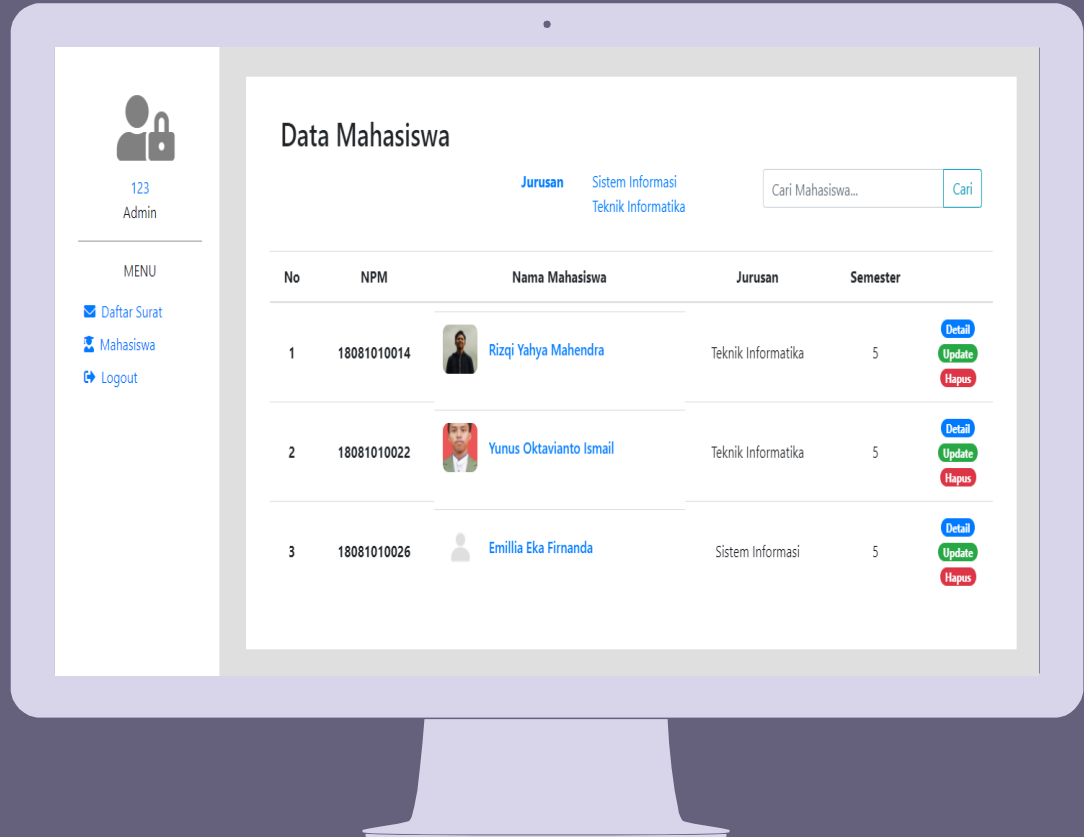 123
Admin
MENU
Daftar Surat
Mahasiswa
Logout
Data Mahasiswa
Jurusan Sistem Informasi
Teknik Informatika
Cari Mahasiswa... Cari
No NPM Nama Mahasiswa Jurusan Semester
1 18081010014 Rizqi Yahya Mahendra Teknik Informatika 5
Detail
Update
Hapus
2 18081010022 Yunus Oktavianto Ismail Teknik Informatika 5
Detail
Update
Hapus
3 18081010026 Emillia Eka Firnanda Sistem Informasi 5
Detail
Update
Hapus